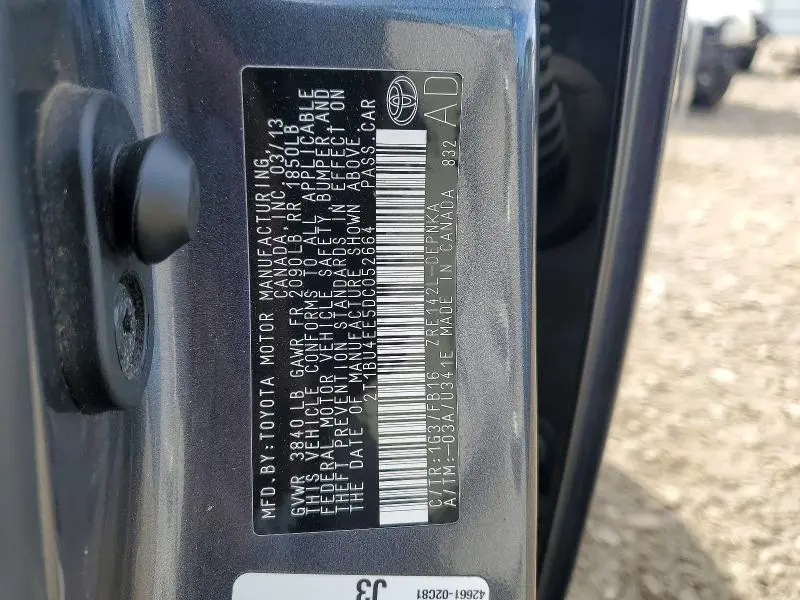 MFD.BY:TOYOTA MOTOR MANUFACTURING
CANADA,INC. 03/13
GVWR 3840LB GAWR FR 2090LB RR 1850LB
THIS VEHICLE CONFORMS TO ALL APPLICABLE
FEDERAL MOTOR VEHICLE SAFETY, BUMPER AND
THEFT PREVENTION STANDARDS IN EFFECT ON
THE DATE OF MANUFACTURE SHOWN ABOVE.
2T1BU4EE5DC052664 PASS.CAR
C/TR:1G3/FB16 ZRE142L-DEPNKA
A/TM:-03A/U341E MADE IN CANADA 832
AD
J3
42661-02C81